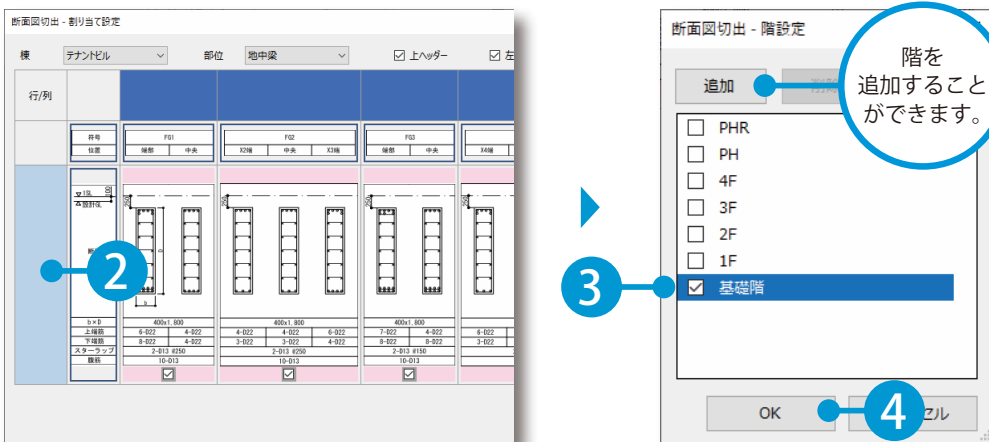 断面図切出 - 割り当て設定
棟 テナントビル 部位 地中梁 上ヘッダー 左
行/列
符号 FG1 FG2 FG3
位置 端部 中央 X2端 中央 X3端 端部 中央 X4端
▽1SL 100
△設計GL
250 250 250
断
D
b
2
b×D 400x1,800 400x1,800 400x1,800
上端筋 6-D22 4-D22 4-D22 4-D22 6-D22 7-D22 4-D22 6-D22
下端筋 8-D22 4-D22 3-D22 3-D22 4-D22 8-D22 8-D22 3-D22
スターラップ 2-D13 @250 2-D13 @250 2-D13 @150
腹筋 10-D13 10-D13 10-D13
断面図切出 - 階設定
追加
階を
追加すること
ができます。
PHR
PH
4F
3F
2F
1F
3 基礎階
OK 4 セル